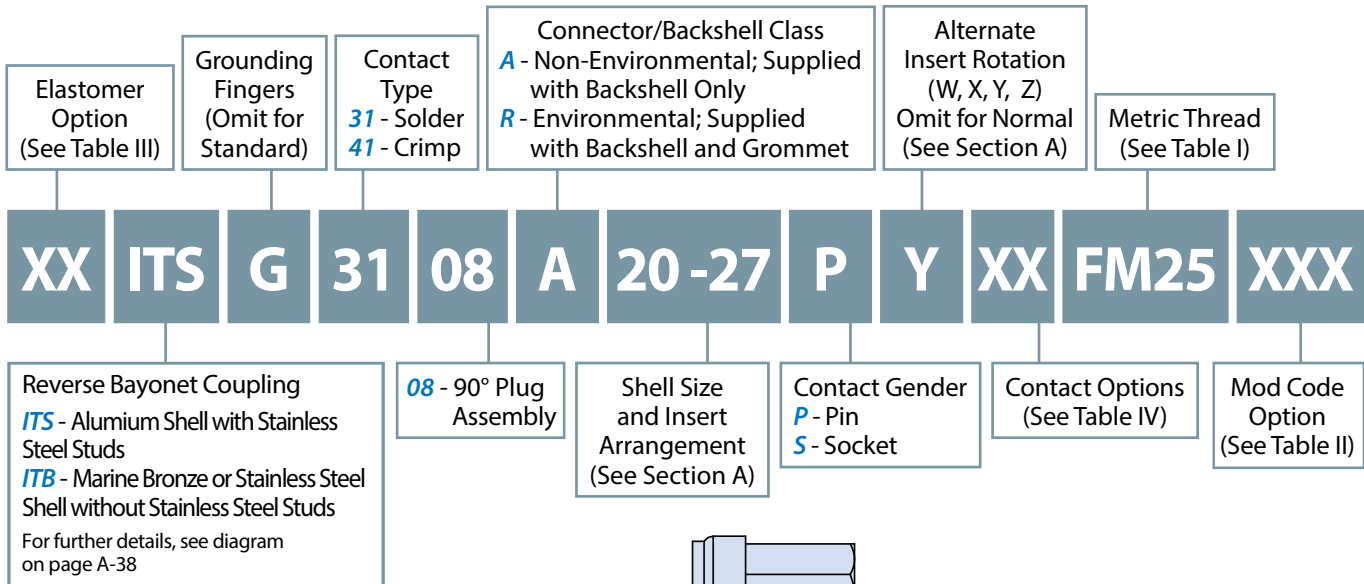 Elastomer
Option
(See Table III)
Grounding
Fingers
(Omit for
Standard)
Contact
Type
31 - Solder
41 - Crimp
Connector/Backshell Class
A - Non-Environmental; Supplied
with Backshell Only
R - Environmental; Supplied
with Backshell and Grommet
Alternate
Insert Rotation
(W, X, Y, Z)
Omit for Normal
(See Section A)
Metric Thread
(See Table I)
XX ITS G 31 08 A 20 -27 P Y XX FM25 XXX
Reverse Bayonet Coupling
ITS - Alumium Shell with Stainless
Steel Studs
ITB - Marine Bronze or Stainless Steel
Shell without Stainless Steel Studs
For further details, see diagram
on page A-38
08 - 90° Plug
Assembly
Shell Size
and Insert
Arrangement
(See Section A)
Contact Gender
P - Pin
S - Socket
Contact Options
(See Table IV)
Mod Code
Option
(See Table II)